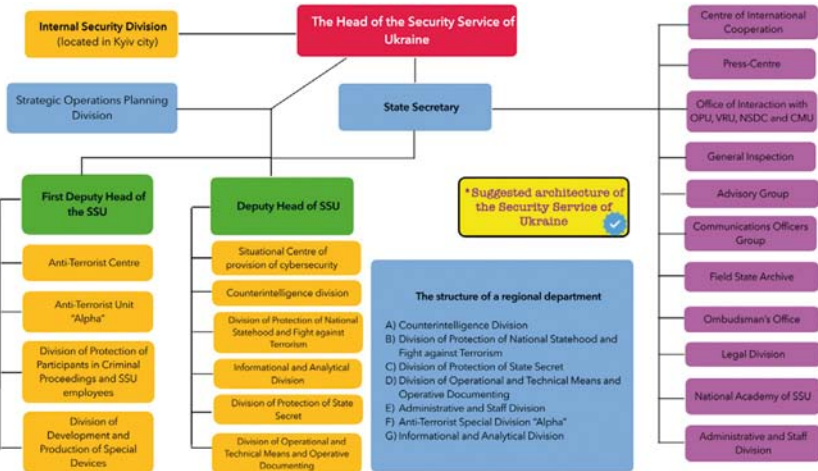 Internal Security Division
(located in Kyiv city)
The Head of the Security Service of
Ukraine
Strategic Operations Planning
Division
State Secretary
First Deputy Head of
the SSU
Anti-Terrorist Centre
Anti-Terrorist Unit
"Alpha"
Division of Protection of
Participants in Criminal
Proceedings and SSU
employees
Division of
Development and
Production of Special
Devices
Deputy Head of SSU
Situational Centre of
provision of cybersecurity
Counterintelligence division
Division of Protection of National
Statehood and Fight against
Terrorism
Informational and Analytical
Division
Division of Protection of State
Secret
Division of Operational and
Technical Means and Operative
Documenting
*Suggested architecture of
the Security Service of
Ukraine
The structure of a regional department
A) Counterintelligence Division
B) Division of Protection of National Statehood and
Fight against Terrorism
C) Division of Protection of State Secret
D) Division of Operational and Technical Means and
Operative Documenting
E) Administrative and Staff Division
F) Anti-Terrorist Special Division "Alpha"
G) Informational and Analytical Division
Centre of International
Cooperation
Press-Centre
Office of Interaction with
OPU, VRU, NSDC and CMU
General Inspection
Advisory Group
Communications Officers
Group
Field State Archive
Ombudsman's Office
Legal Division
National Academy of SSU
Administrative and Staff
Division